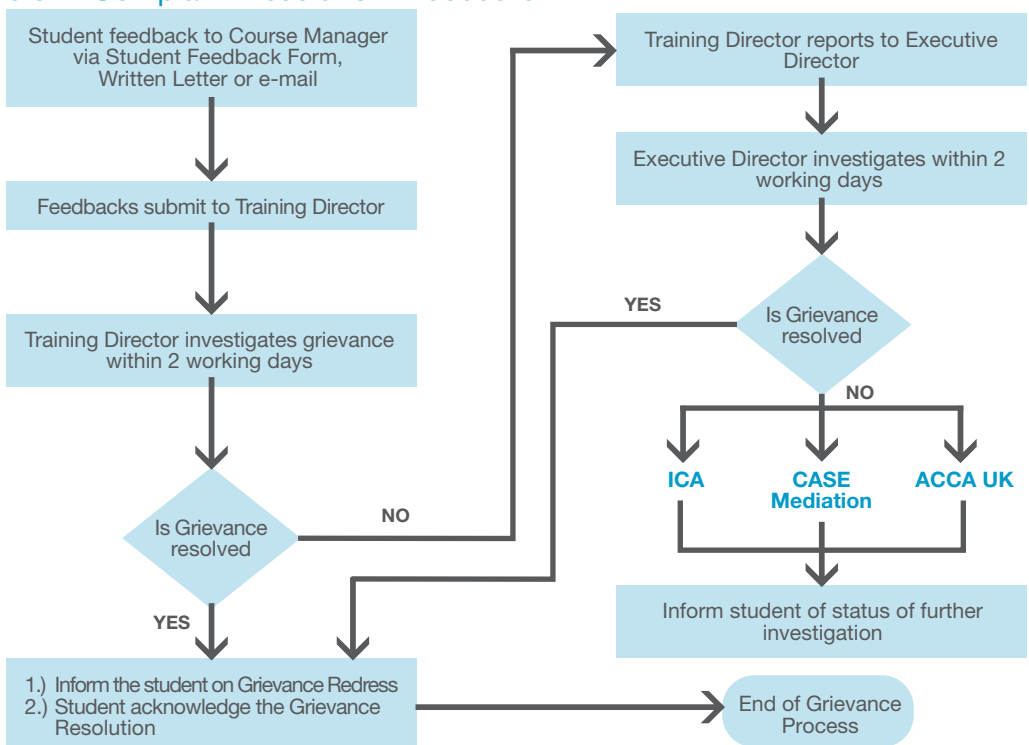 Student feedback to Course Manager
via Student Feedback Form,
Written Letter or e-mail
Feedbacks submit to Training Director
Training Director investigates grievance
within 2 working days
Is Grievance
resolved
NO
YES
1.) Inform the student on Grievance Redress
2.) Student acknowledge the Grievance
Resolution
Training Director reports to Executive
Director
Executive Director investigates within 2
working days
Is Grievance
resolved
YES
NO
ICA
CASE
Mediation
ACCA UK
Inform student of status of further
investigation
End of Grievance
Process